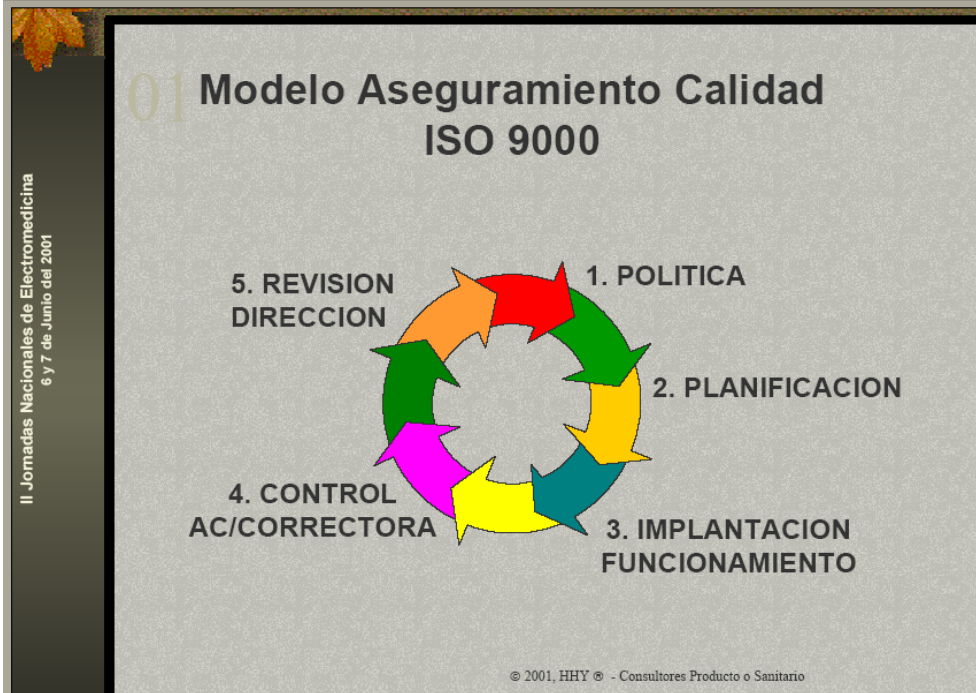 II Jornadas Nacionales de Electromedicina
6 y 7 de Junio del 2001
01
Modelo Aseguramiento Calidad
ISO 9000
1. POLITICA
2. PLANIFICACION
3. IMPLANTACION
FUNCIONAMIENTO
4. CONTROL
AC/CORRECTORA
5. REVISION
DIRECCION
© 2001, HHY ® - Consultores Producto o Sanitario